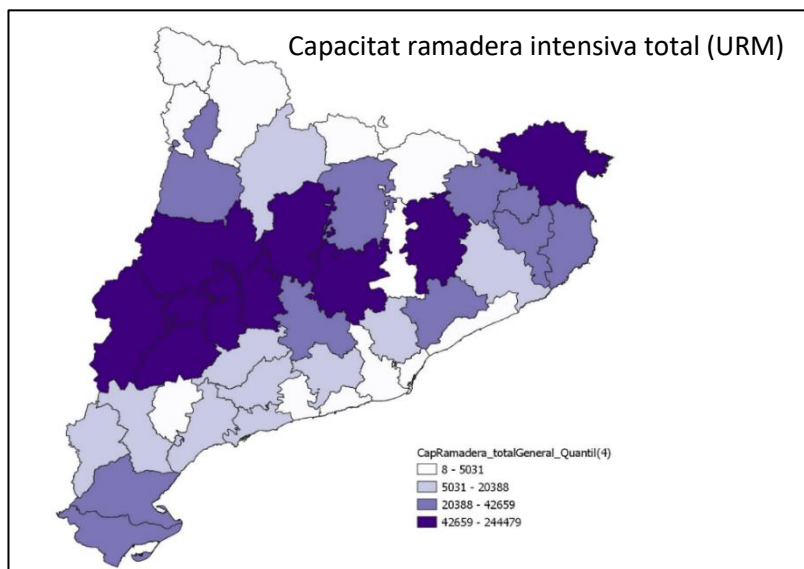 Capacitat ramadera intensiva total (URM)
CapRamadera_totalGeneral_Quantil(4)
8 - 5031
5031 - 20388
20388 - 42659
42659 - 244479